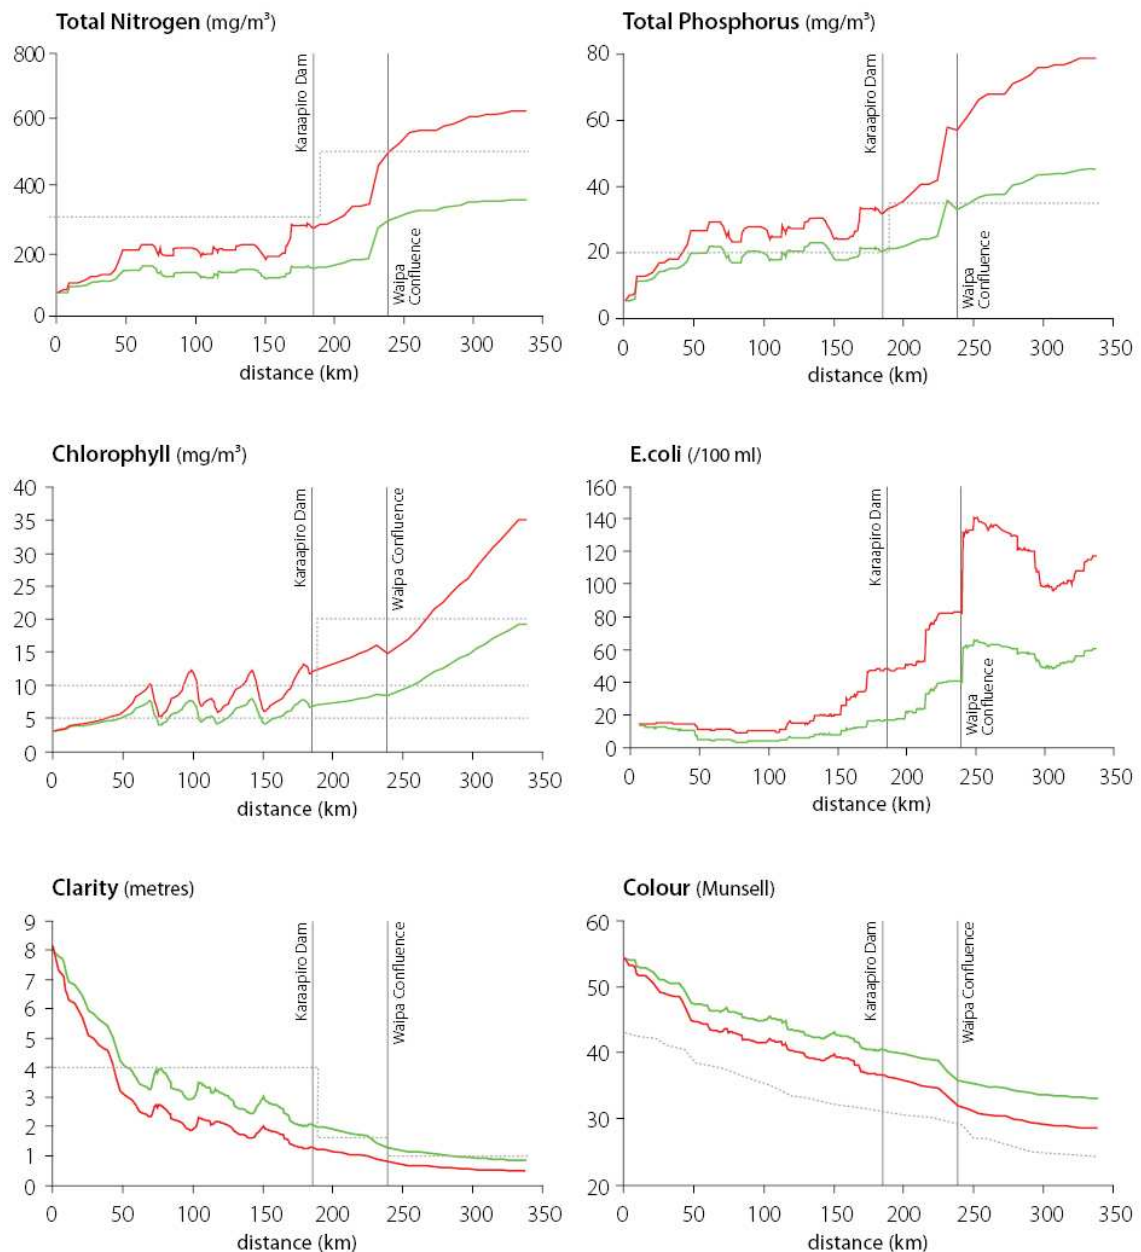 Total Nitrogen (mg/m³)
800
600
400
200
0
Karaapiro Dam
Waipa
Confluence
0 50 100 150 200 250 300 350
distance (km)
Total Phosphorus (mg/m³)
80
60
40
20
0
Karaapiro Dam
Waipa
Confluence
0 50 100 150 200 250 300 350
distance (km)
Chlorophyll (mg/m³)
40
35
30
25
20
15
10
5
0
Karaapiro Dam
Waipa Confluence
0 50 100 150 200 250 300 350
distance (km)
E.coli (/100 ml)
160
140
120
100
80
60
40
20
0
Karaapiro Dam
Waipa
Confluence
0 50 100 150 200 250 300 350
distance (km)
Clarity (metres)
9
8
7
6
5
4
3
2
1
0
Karaapiro Dam
Waipa Confluence
0 50 100 150 200 250 300 350
distance (km)
Colour (Munsell)
60
50
40
30
20
Karaapiro Dam
Waipa Confluence
0 50 100 150 200 250 300 350
distance (km)